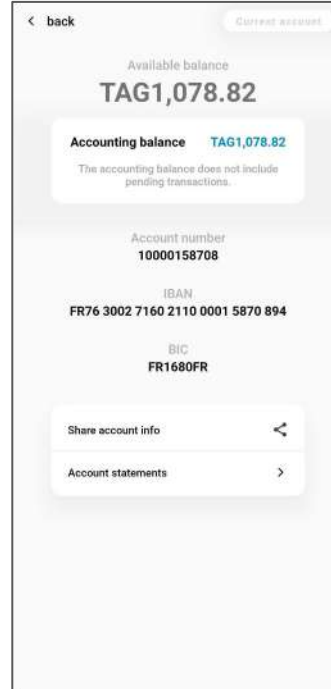 back
Current account
Available balance
TAG1,078.82
Accounting balance TAG1,078.82
The accounting balance does not include
pending transactions.
Account number
10000158708
IBAN
FR76 3002 7160 2110 0001 5870 894
BIC
FR1680FR
Share account info
Account statements